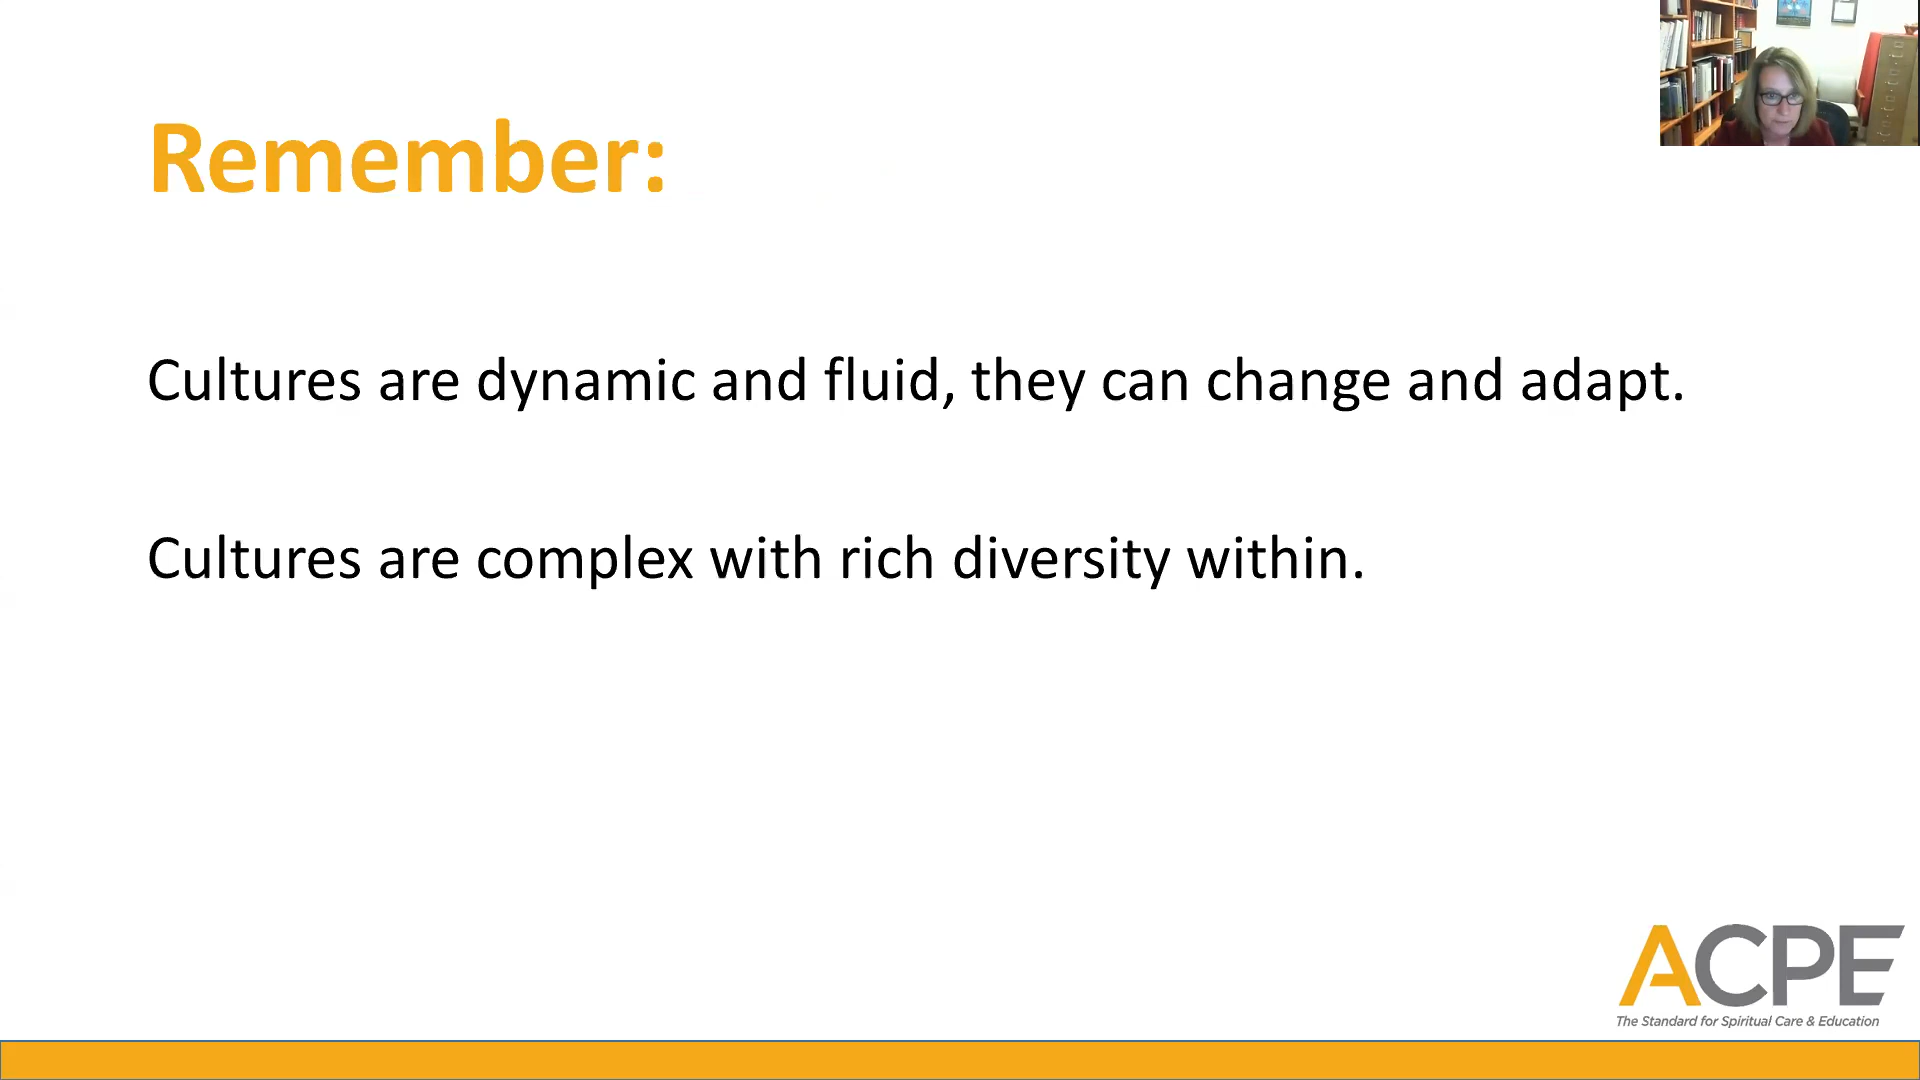 Remember:
Cultures are dynamic and fluid, they can change and adapt.
Cultures are complex with rich diversity within.
ACPE
The Standard for Spiritual Care & Education